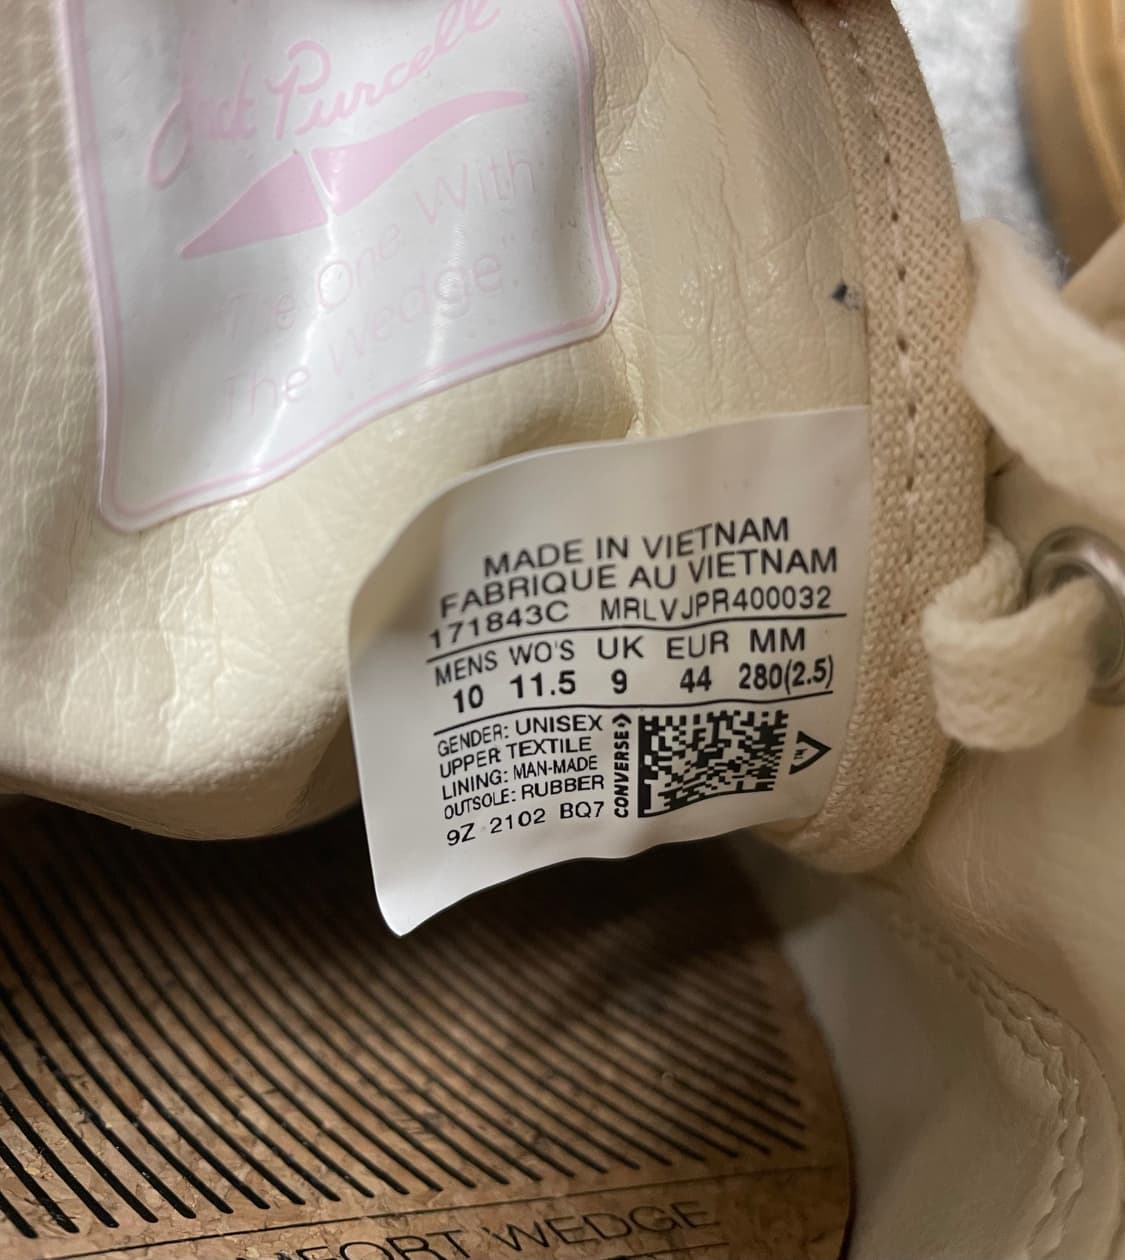 Jack Purcell
"The One With
The Wedge"
MADE IN VIETNAM
FABRIQUE AU VIETNAM
171843C MRLVJPR400032
MENS WO'S UK EUR MM
10 11.5 9 44 280(2.5)
GENDER: UNISEX
UPPER TEXTILE
LINING: MAN-MADE
OUTSOLE: RUBBER
9Z 2102 BQ7
CONVERSE
WEDGE